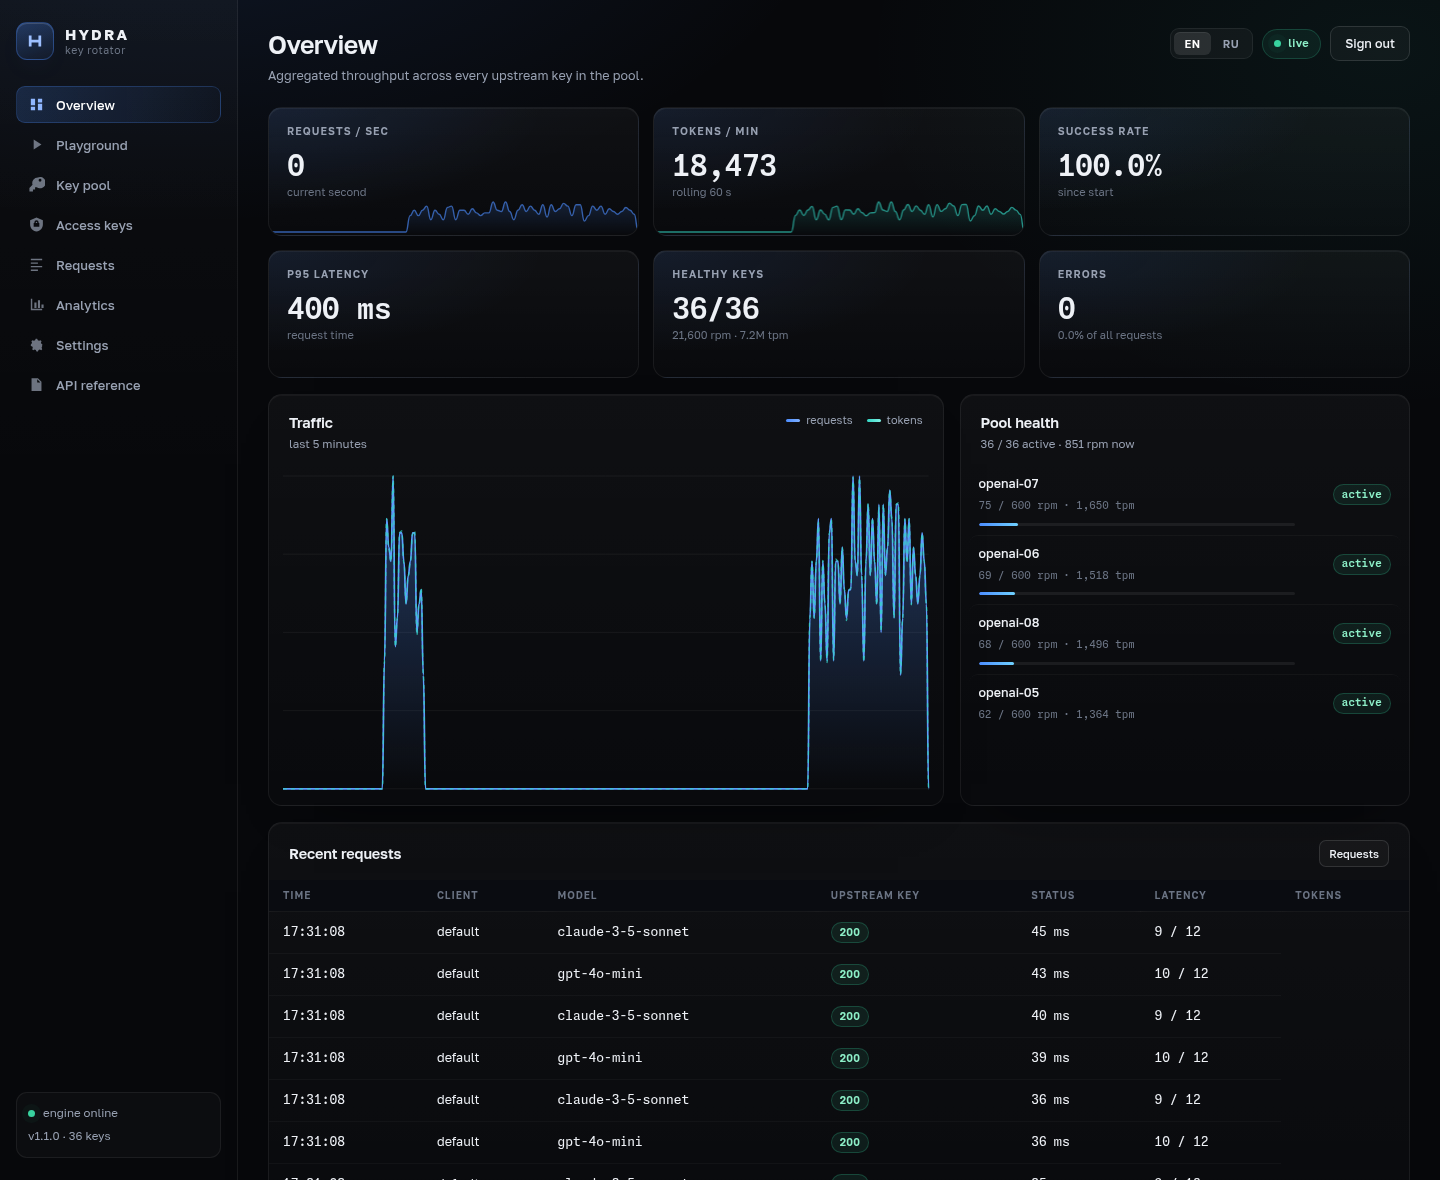 HYDRA
key rotator
Overview
Playground
Key pool
Access keys
Requests
Analytics
Settings
API reference
engine online
v1.1.0 · 36 keys
Overview
Aggregated throughput across every upstream key in the pool.
EN RU
live
Sign out
REQUESTS / SEC
0
current second
TOKENS / MIN
18,473
rolling 60 s
SUCCESS RATE
100.0%
since start
P95 LATENCY
400 ms
request time
HEALTHY KEYS
36/36
21,600 rpm · 7.2M tpm
ERRORS
0
0.0% of all requests
Traffic
last 5 minutes
requests tokens
Pool health
36 / 36 active · 851 rpm now
openai-07
75 / 600 rpm · 1,650 tpm
active
openai-06
69 / 600 rpm · 1,518 tpm
active
openai-08
68 / 600 rpm · 1,496 tpm
active
openai-05
62 / 600 rpm · 1,364 tpm
active
Recent requests
Requests
TIME CLIENT MODEL UPSTREAM KEY STATUS LATENCY TOKENS
17:31:08 default claude-3-5-sonnet 200 45 ms 9 / 12
17:31:08 default gpt-4o-mini 200 43 ms 10 / 12
17:31:08 default claude-3-5-sonnet 200 40 ms 9 / 12
17:31:08 default gpt-4o-mini 200 39 ms 10 / 12
17:31:08 default claude-3-5-sonnet 200 36 ms 9 / 12
17:31:08 default gpt-4o-mini 200 36 ms 10 / 12